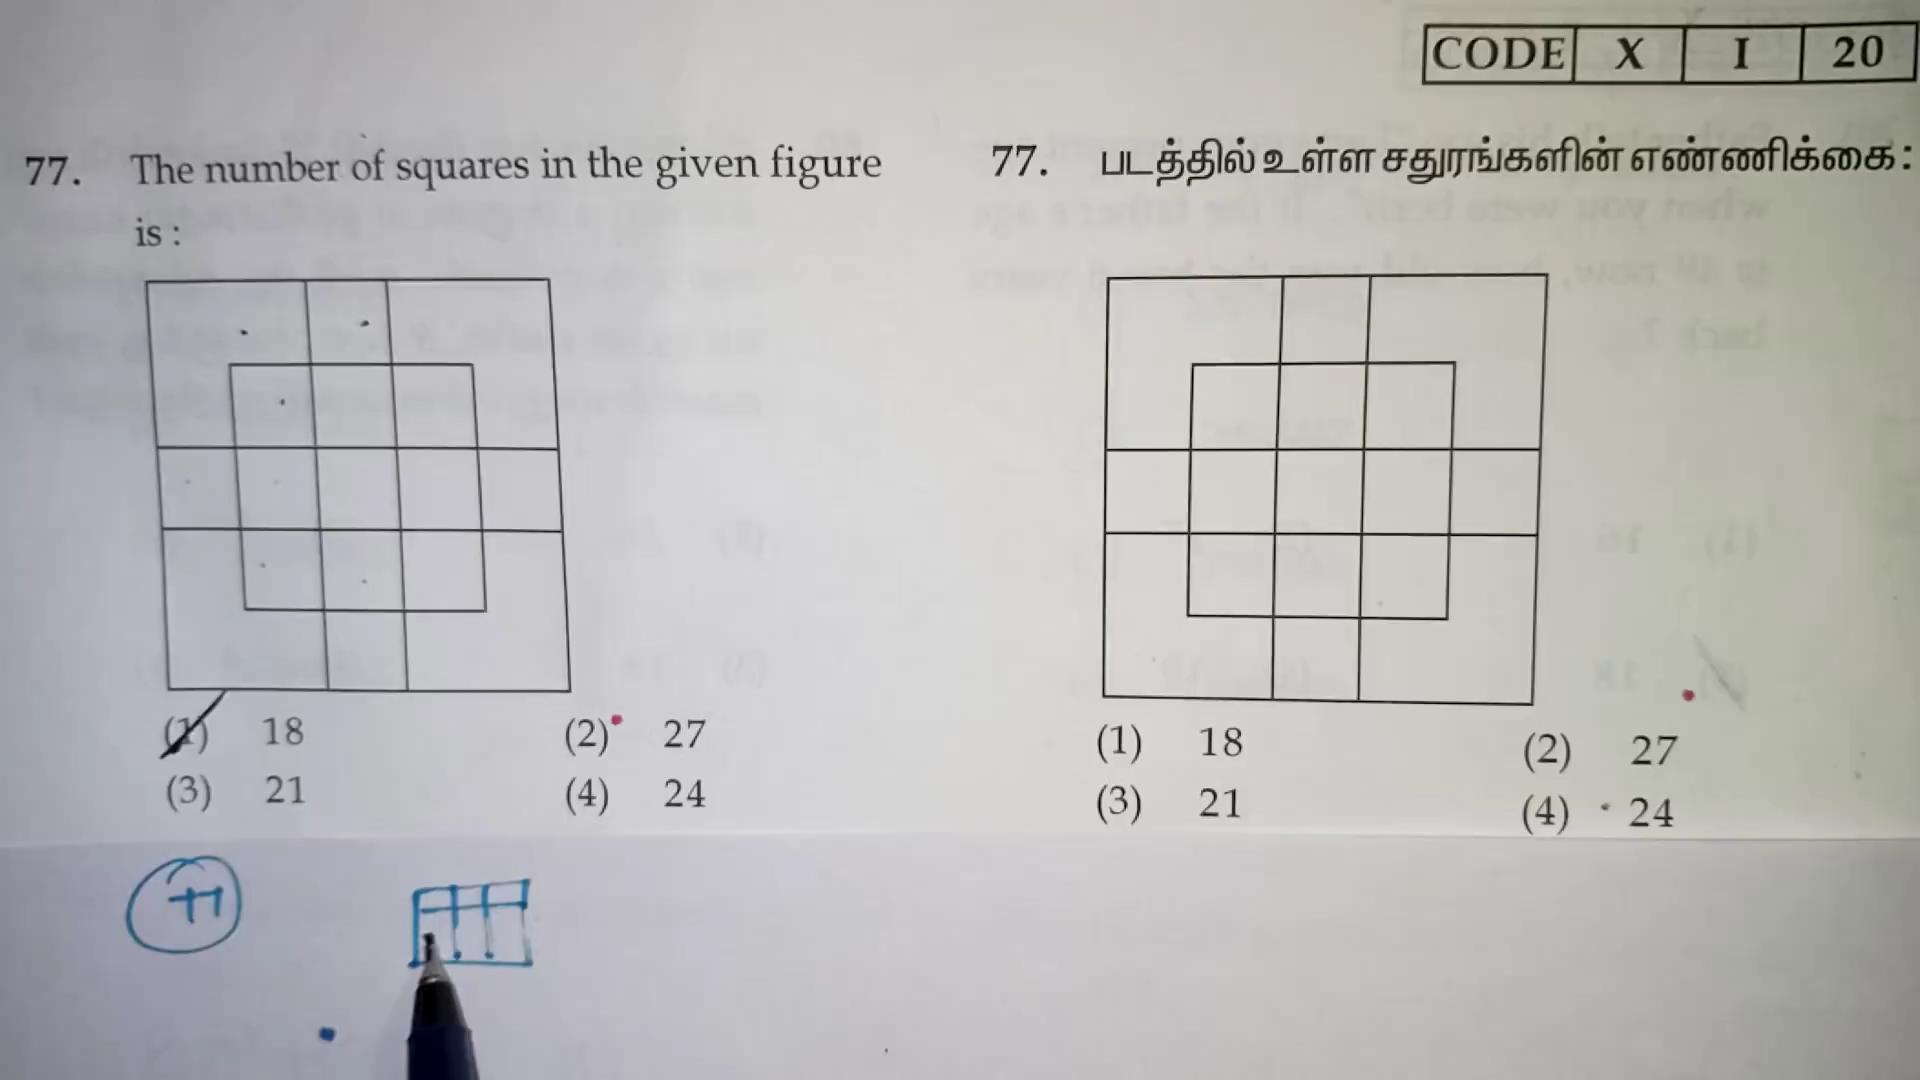 CODE X I 20
77. The number of squares in the given figure
is :
(1) 18 (2) 27
(3) 21 (4) 24
77. படத்தில் உள்ள சதுரங்களின் எண்ணிக்கை :
(1) 18 (2) 27
(3) 21 (4) 24